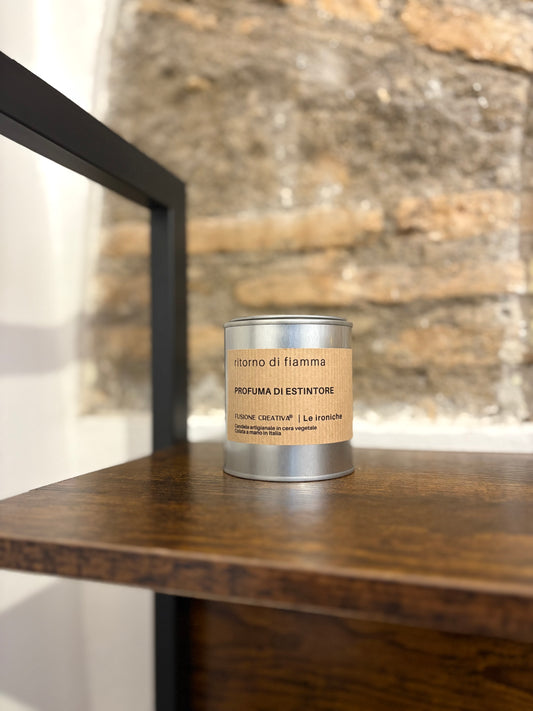 ritorno di fiamma
PROFUMA DI ESTINTORE
FUSIONE CREATIVA® | Le ironiche
Candela artigianale in cera vegetale
Colata a mano in Italia